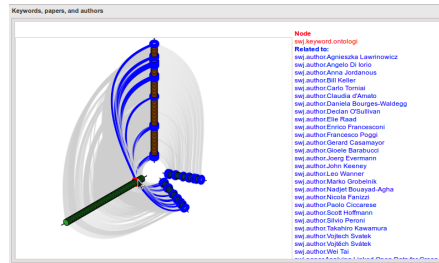 Keywords, papers, and authors
Node
swj.keyword.ontologi
Related to:
swj.author.Agnieszka Lawrinowicz
swj.author.Angelo Di Iorio
swj.author.Anna Jordanous
swj.author.Bill Keller
swj.author.Carlo Torniai
swj.author.Claudia d'Amato
swj.author.Daniela Bourges-Waldegg
swj.author.Declan O'Sullivan
swj.author.Elie Raad
swj.author.Enrico Francesconi
swj.author.Francesco Poggi
swj.author.Gerard Casamayor
swj.author.Gioele Barabucci
swj.author.Joerg Evermann
swj.author.John Keeney
swj.author.Leo Wanner
swj.author.Marko Grobelnik
swj.author.Nadjet Bouayad-Agha
swj.author.Nicola Fanizzi
swj.author.Paolo Ciccarese
swj.author.Scott Hoffmann
swj.author.Silvio Peroni
swj.author.Takahiro Kawamura
swj.author.Vojtech Svatek
swj.author.Vojtěch Svátek
swj.author.Wei Tai